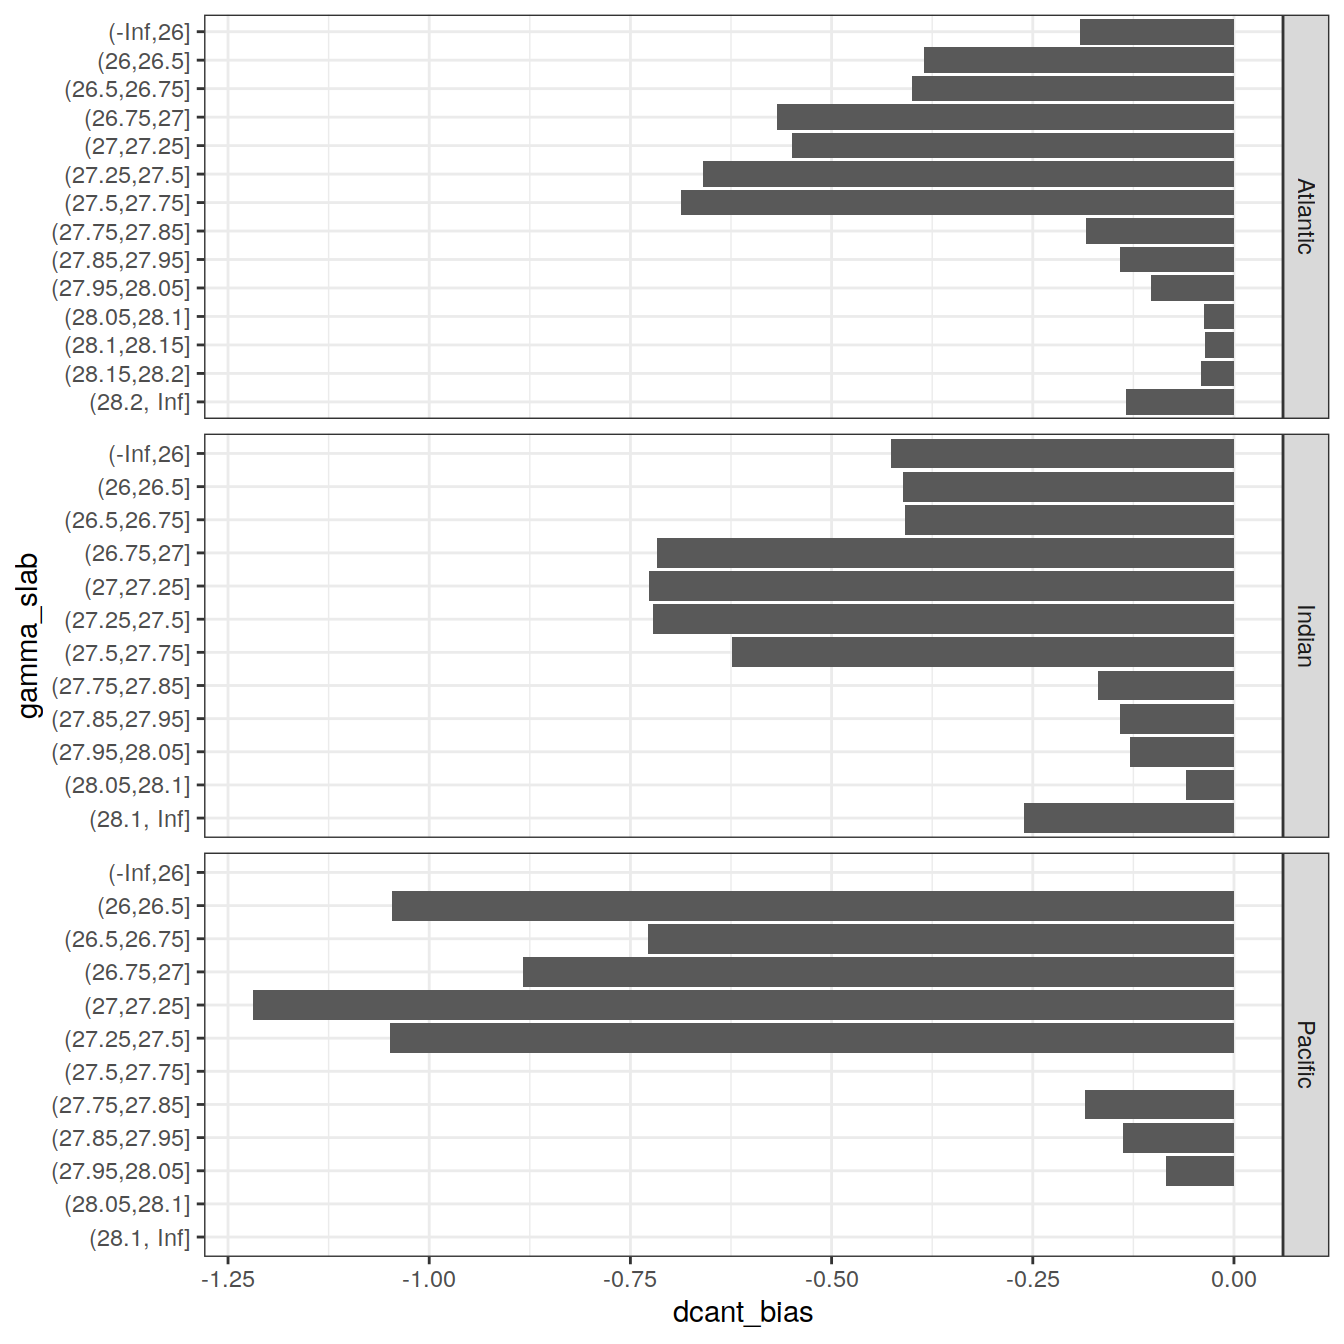 (-Inf,26]
(26,26.5]
(26.5,26.75]
(26.75,27]
(27,27.25]
(27.25,27.5]
(27.5,27.75]
(27.75,27.85]
(27.85,27.95]
(27.95,28.05]
(28.05,28.1]
(28.1,28.15]
(28.15,28.2]
(28.2, Inf]
Atlantic
(-Inf,26]
(26,26.5]
(26.5,26.75]
(26.75,27]
(27,27.25]
(27.25,27.5]
(27.5,27.75]
(27.75,27.85]
(27.85,27.95]
(27.95,28.05]
(28.05,28.1]
(28.1, Inf]
Indian
gamma_slab
(-Inf,26]
(26,26.5]
(26.5,26.75]
(26.75,27]
(27,27.25]
(27.25,27.5]
(27.5,27.75]
(27.75,27.85]
(27.85,27.95]
(27.95,28.05]
(28.05,28.1]
(28.1, Inf]
Pacific
-1.25 -1.00 -0.75 -0.50 -0.25 0.00
dcant_bias